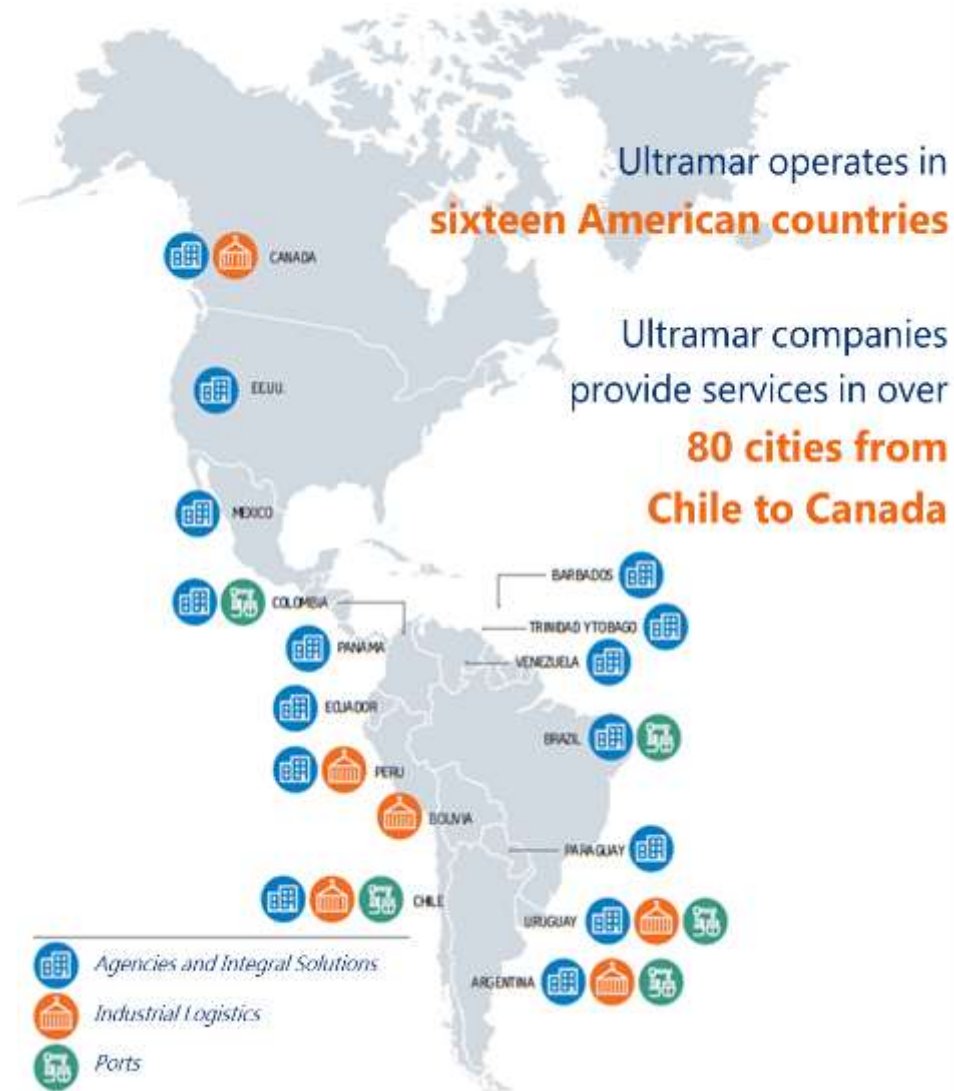 Ultramar operates in
sixteen American countries
CANADA
Ultramar companies
provide services in over
80 cities from
Chile to Canada
EE.UU.
MEXICO
BARBADOS
COLOMBIA
TRINIDAD Y TOBAGO
PANAMA
VENEZUELA
ECUADOR
BRAZIL
PERU
BOLIVIA
PARAGUAY
CHILE
URUGUAY
ARGENTINA
Agencies and Integral Solutions
Industrial Logistics
Ports